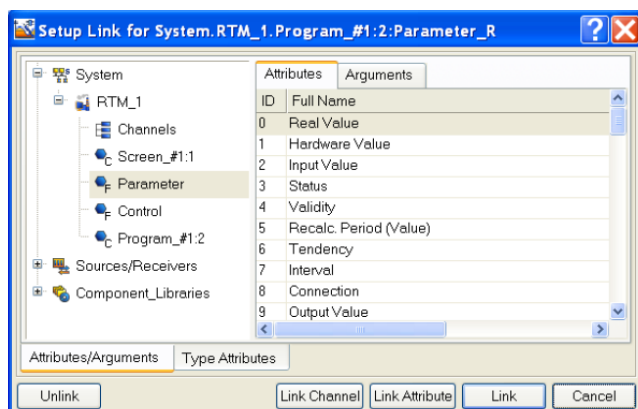 Setup Link for System.RTM_1.Program_#1:2:Parameter_R
System
RTM_1
Channels
C Screen_#1:1
F Parameter
F Control
C Program_#1:2
Sources/Receivers
Component_Libraries
Attributes Arguments
ID Full Name
0 Real Value
1 Hardware Value
2 Input Value
3 Status
4 Validity
5 Recalc. Period (Value)
6 Tendency
7 Interval
8 Connection
9 Output Value
Attributes/Arguments Type Attributes
Unlink Link Channel Link Attribute Link Cancel